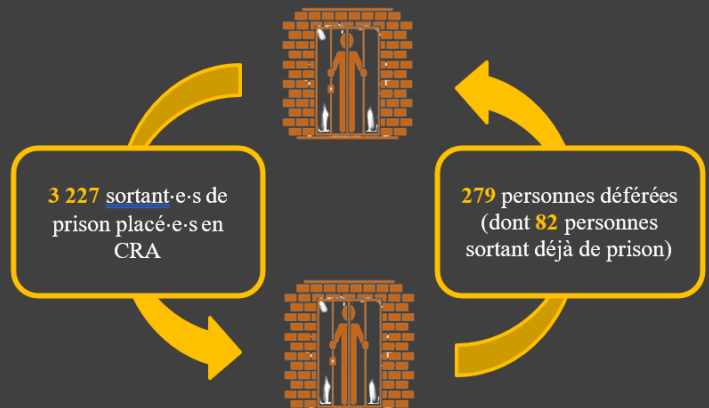 3 227 sortant·e·s de
prison placé·e·s en
CRA
279 personnes déférées
(dont 82 personnes
sortant déjà de prison)